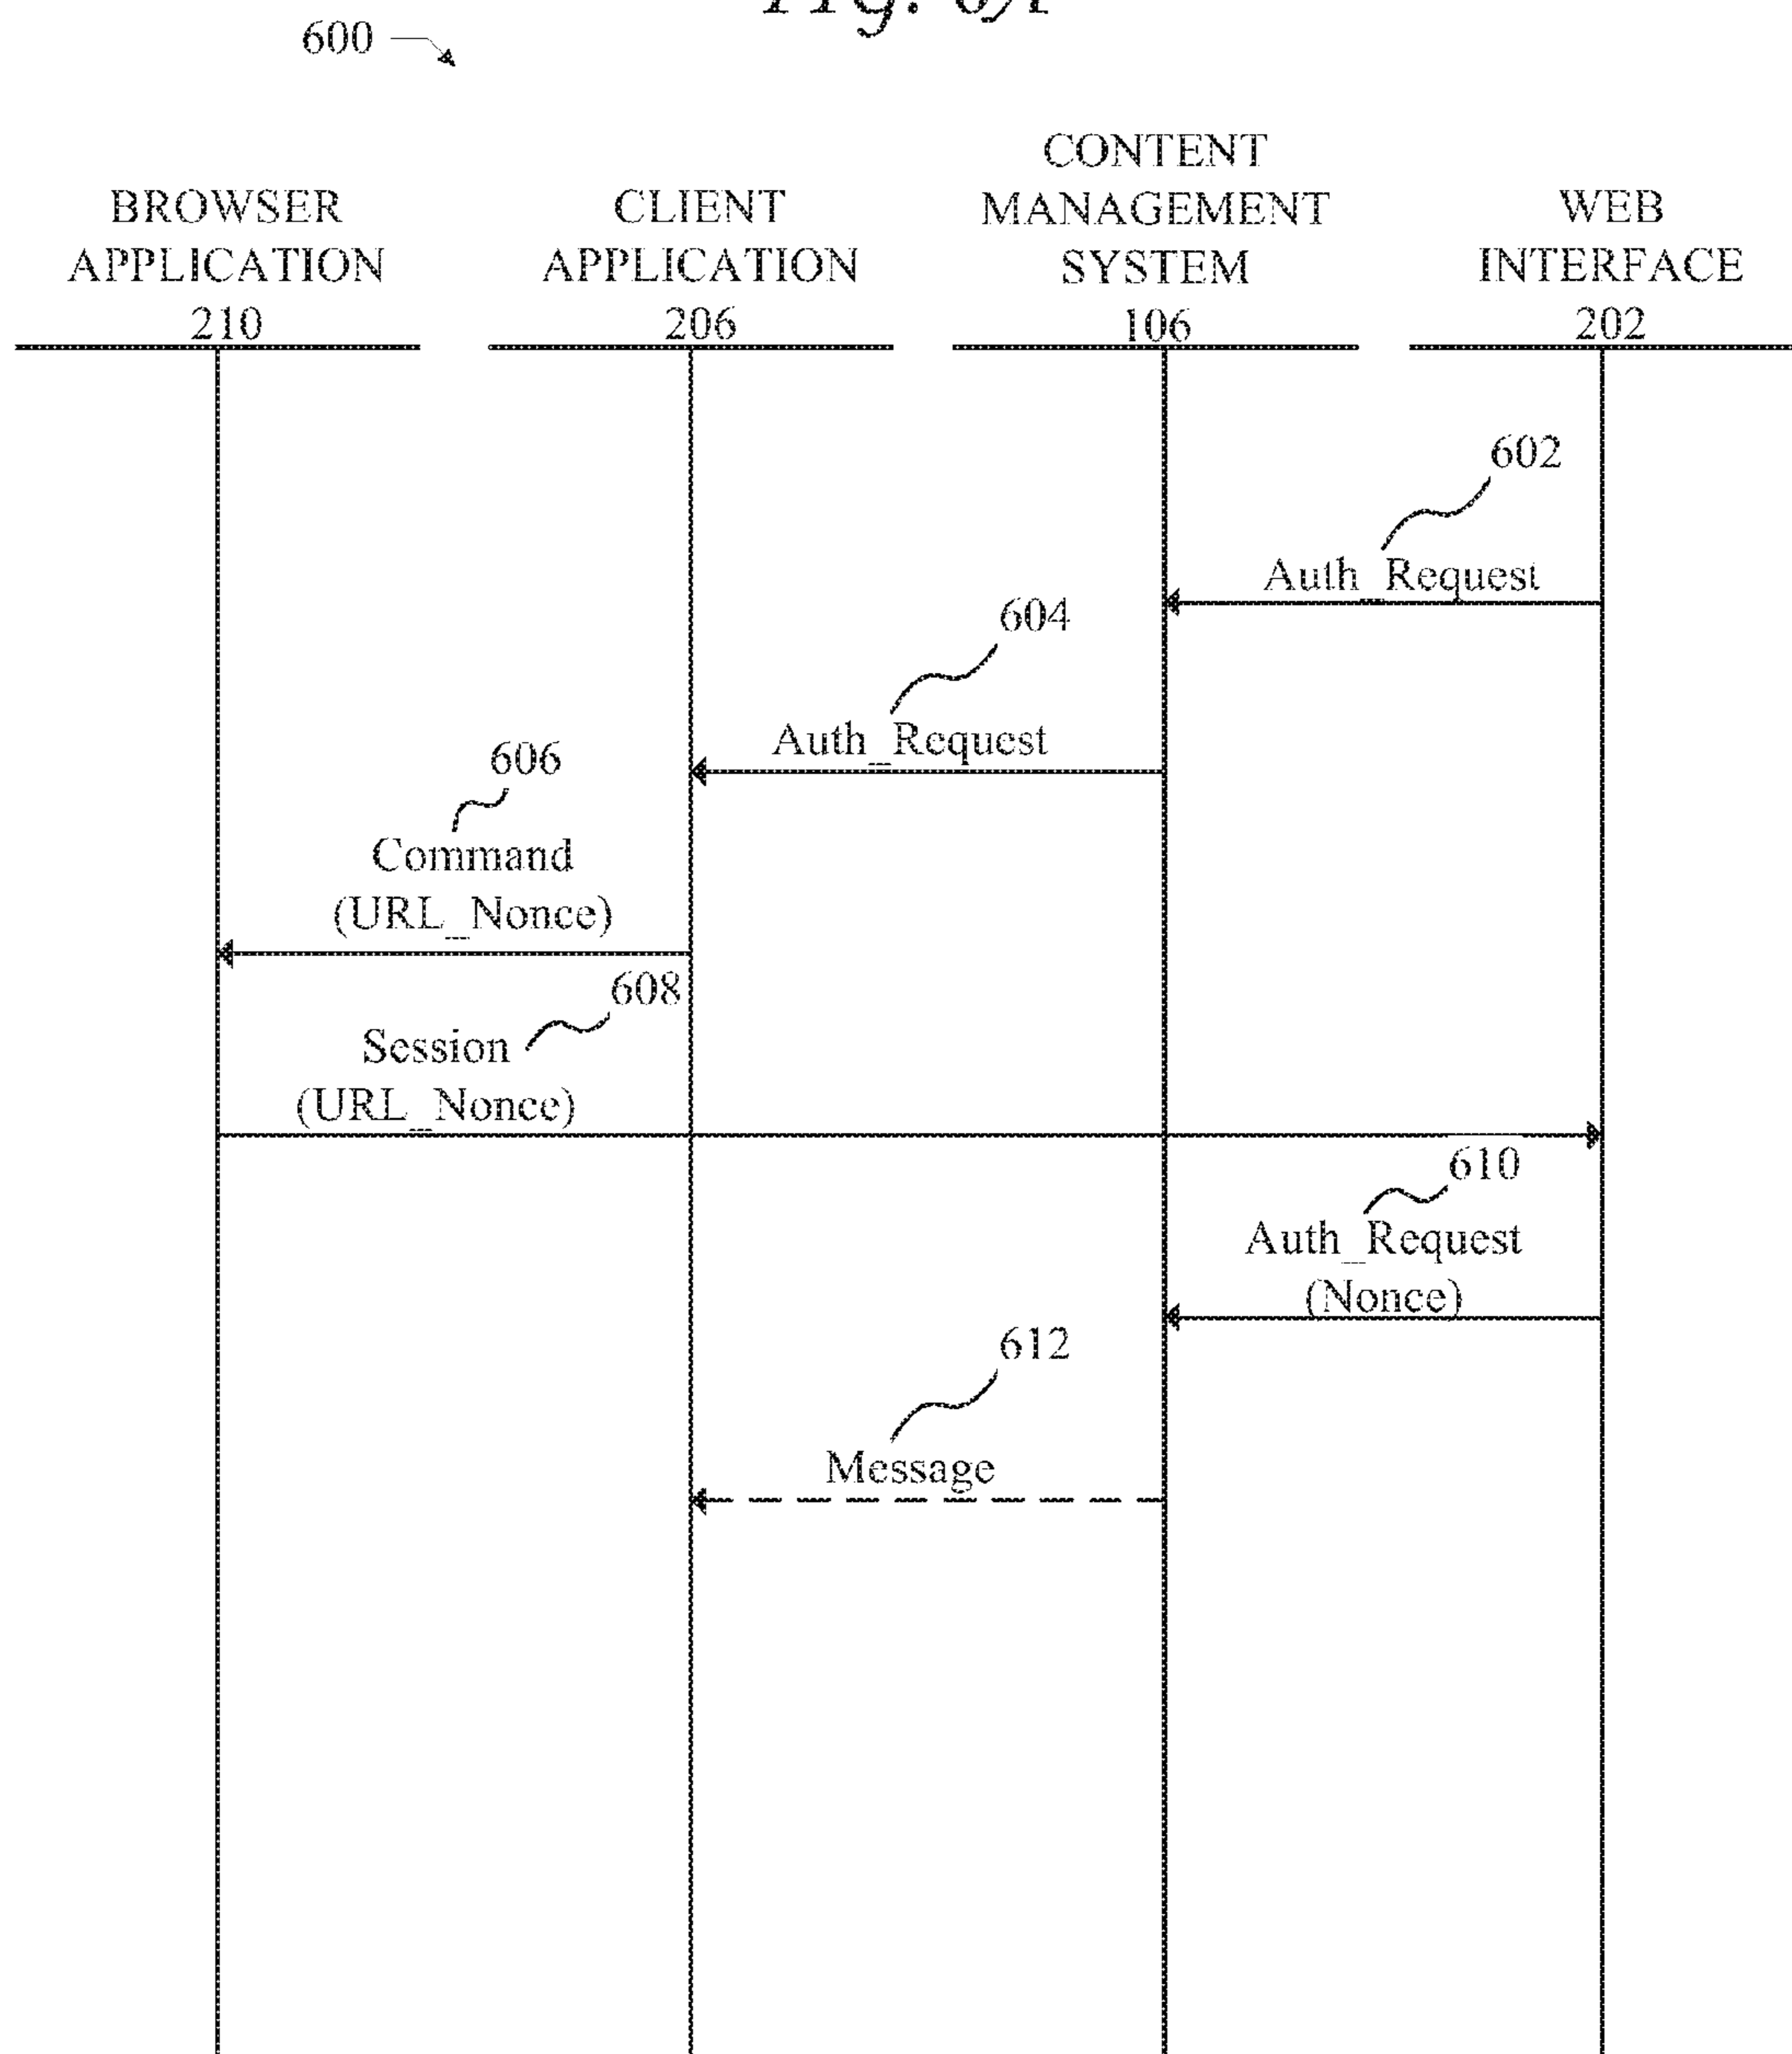 600
BROWSER
APPLICATION
210
CLIENT
APPLICATION
206
CONTENT
MANAGEMENT
SYSTEM
106
WEB
INTERFACE
202
602
Auth_Request
604
Auth_Request
606
Command
(URL_Nonce)
608
Session
(URL_Nonce)
610
Auth_Request
(Nonce)
612
Message